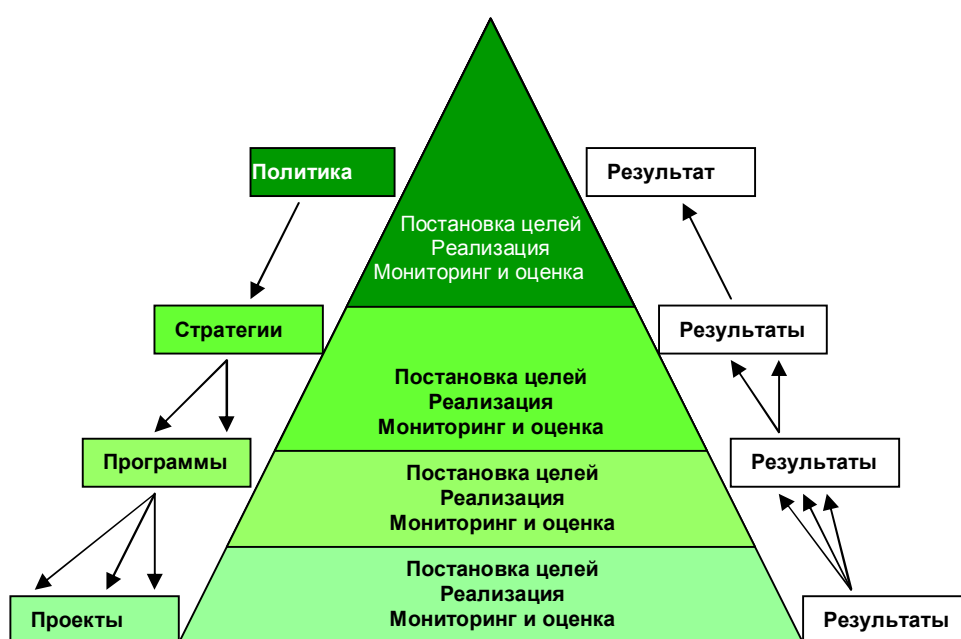 Политика
Результат
Постановка целей
Реализация
Мониторинг и оценка
Стратегии
Результаты
Постановка целей
Реализация
Мониторинг и оценка
Программы
Результаты
Постановка целей
Реализация
Мониторинг и оценка
Проекты
Результаты
Постановка целей
Реализация
Мониторинг и оценка